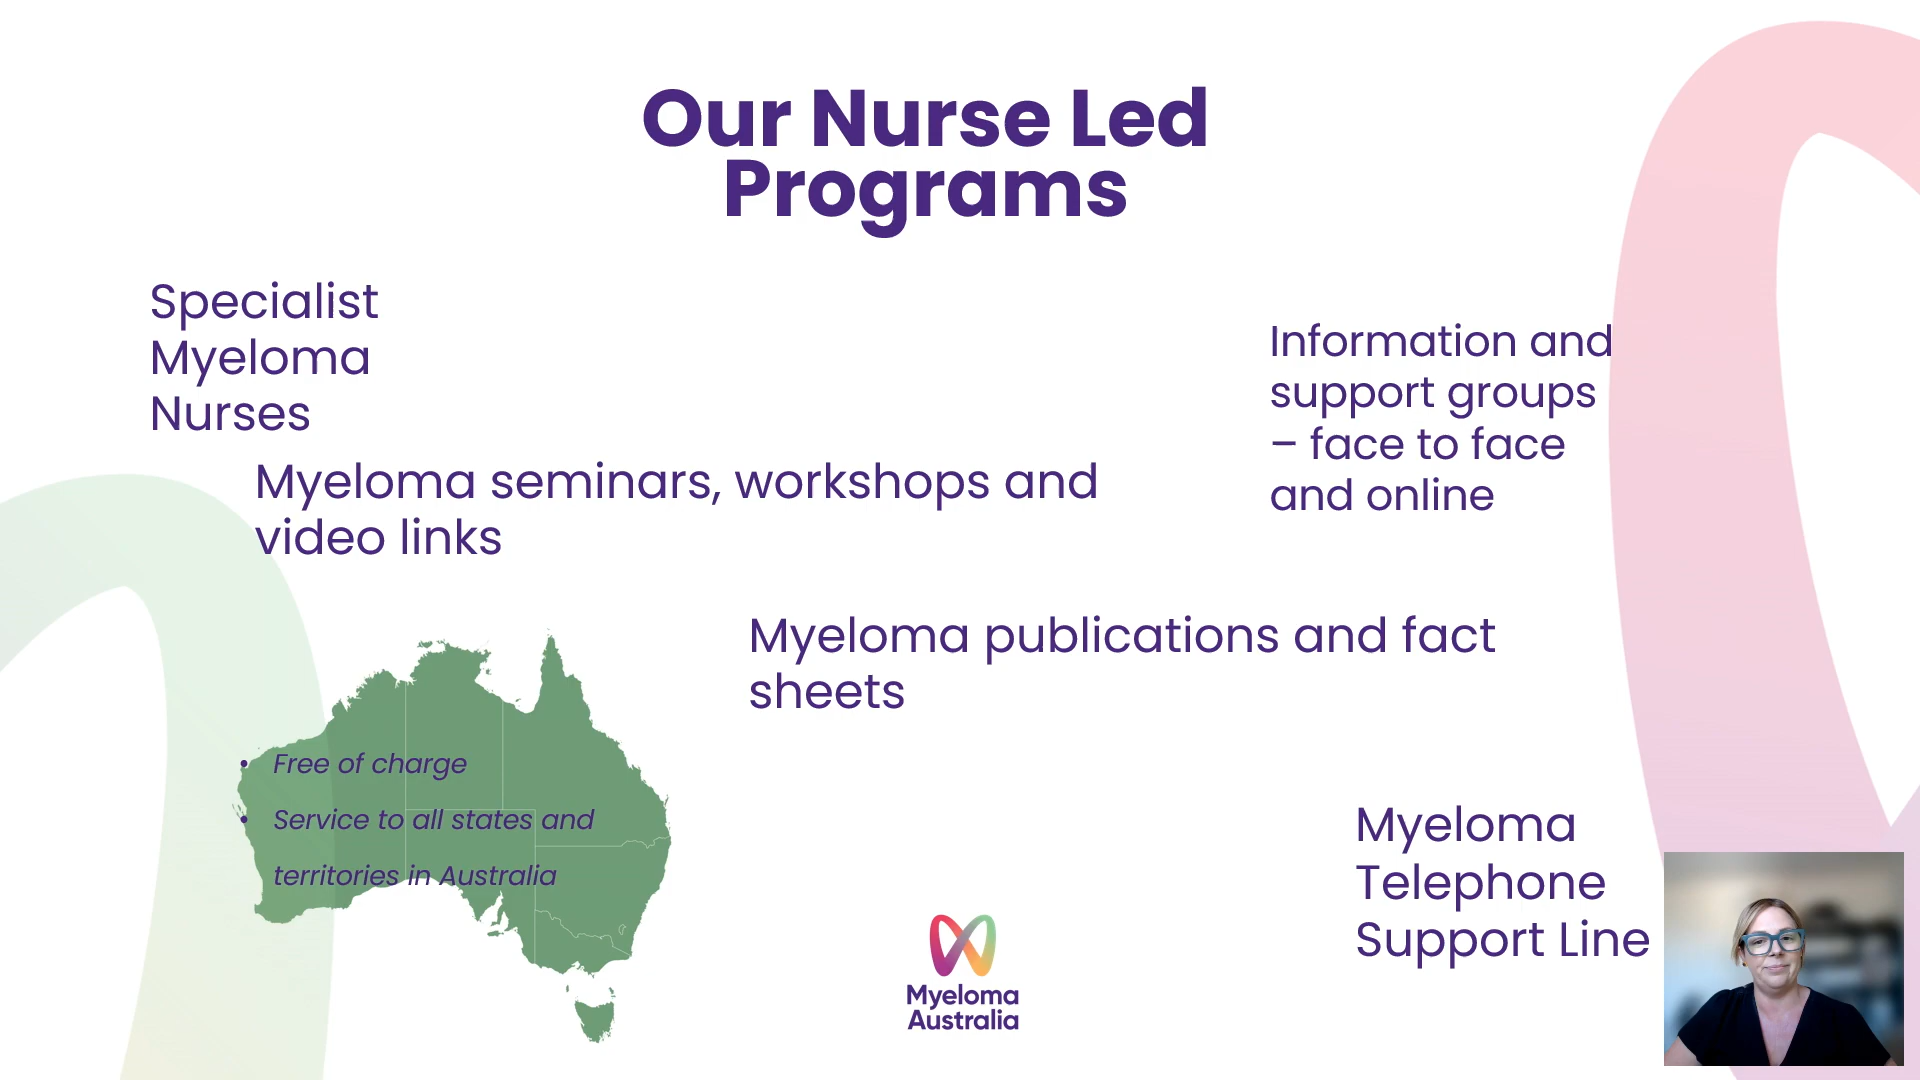 Our Nurse Led
Programs
Specialist
Myeloma
Nurses
Information and
support groups
– face to face
and online
Myeloma seminars, workshops and
video links
Myeloma publications and fact
sheets
• Free of charge
• Service to all states and
territories in Australia
Myeloma
Telephone
Support Line
Myeloma
Australia